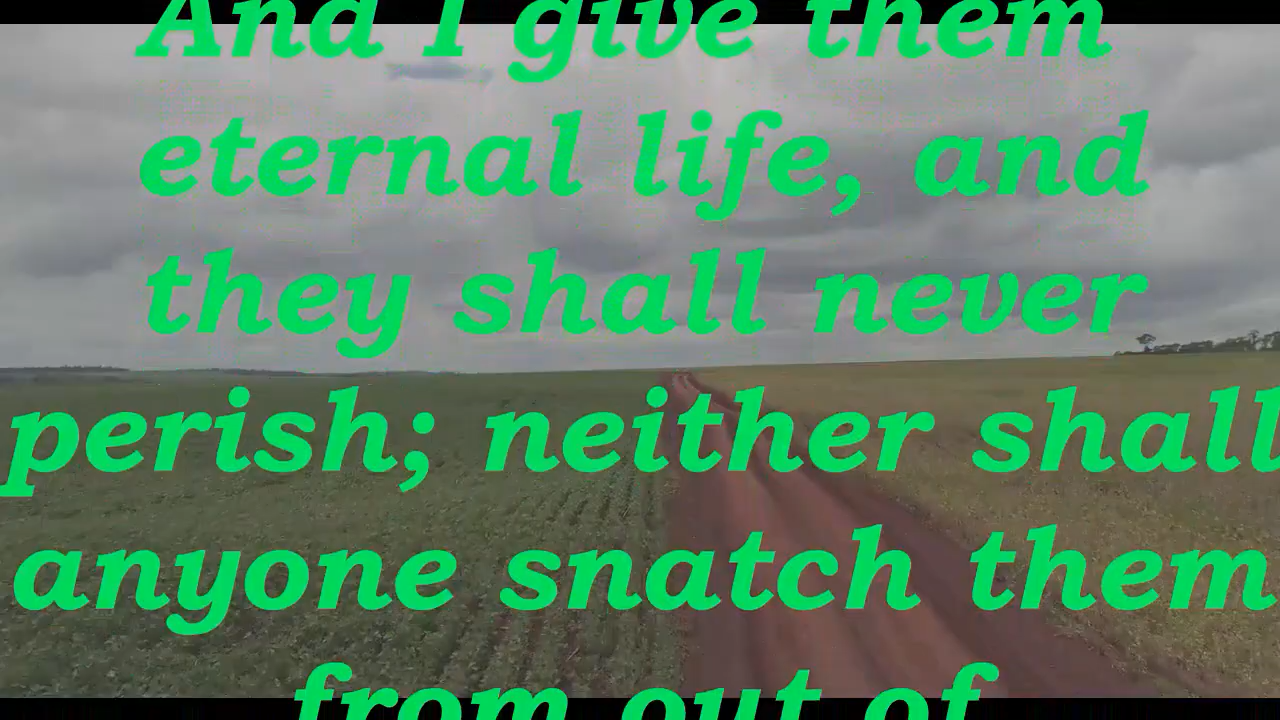 And I give them
eternal life, and
they shall never
perish; neither shall
anyone snatch them
from out of